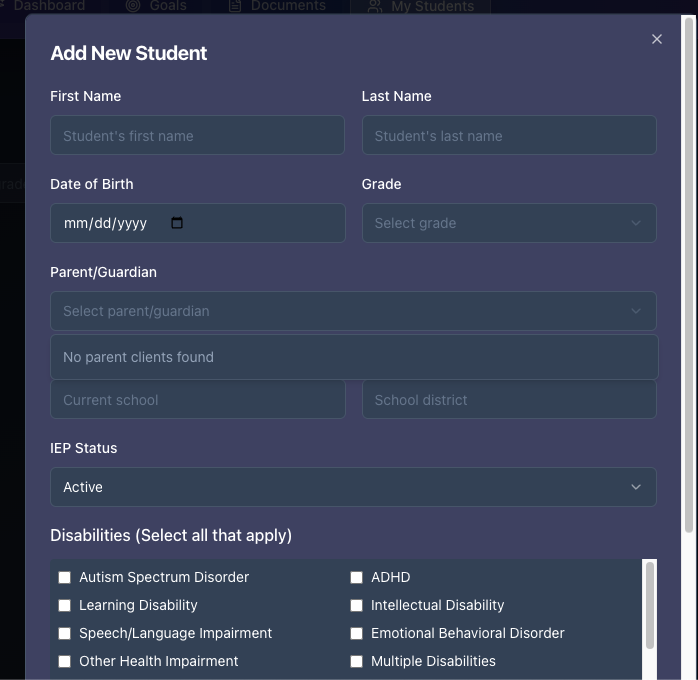 Dashboard Goals Documents My Students
Add New Student
First Name Last Name
Student's first name Student's last name
Date of Birth Grade
mm/dd/yyyy Select grade
Parent/Guardian
Select parent/guardian
No parent clients found
Current school School district
IEP Status
Active
Disabilities (Select all that apply)
Autism Spectrum Disorder ADHD
Learning Disability Intellectual Disability
Speech/Language Impairment Emotional Behavioral Disorder
Other Health Impairment Multiple Disabilities